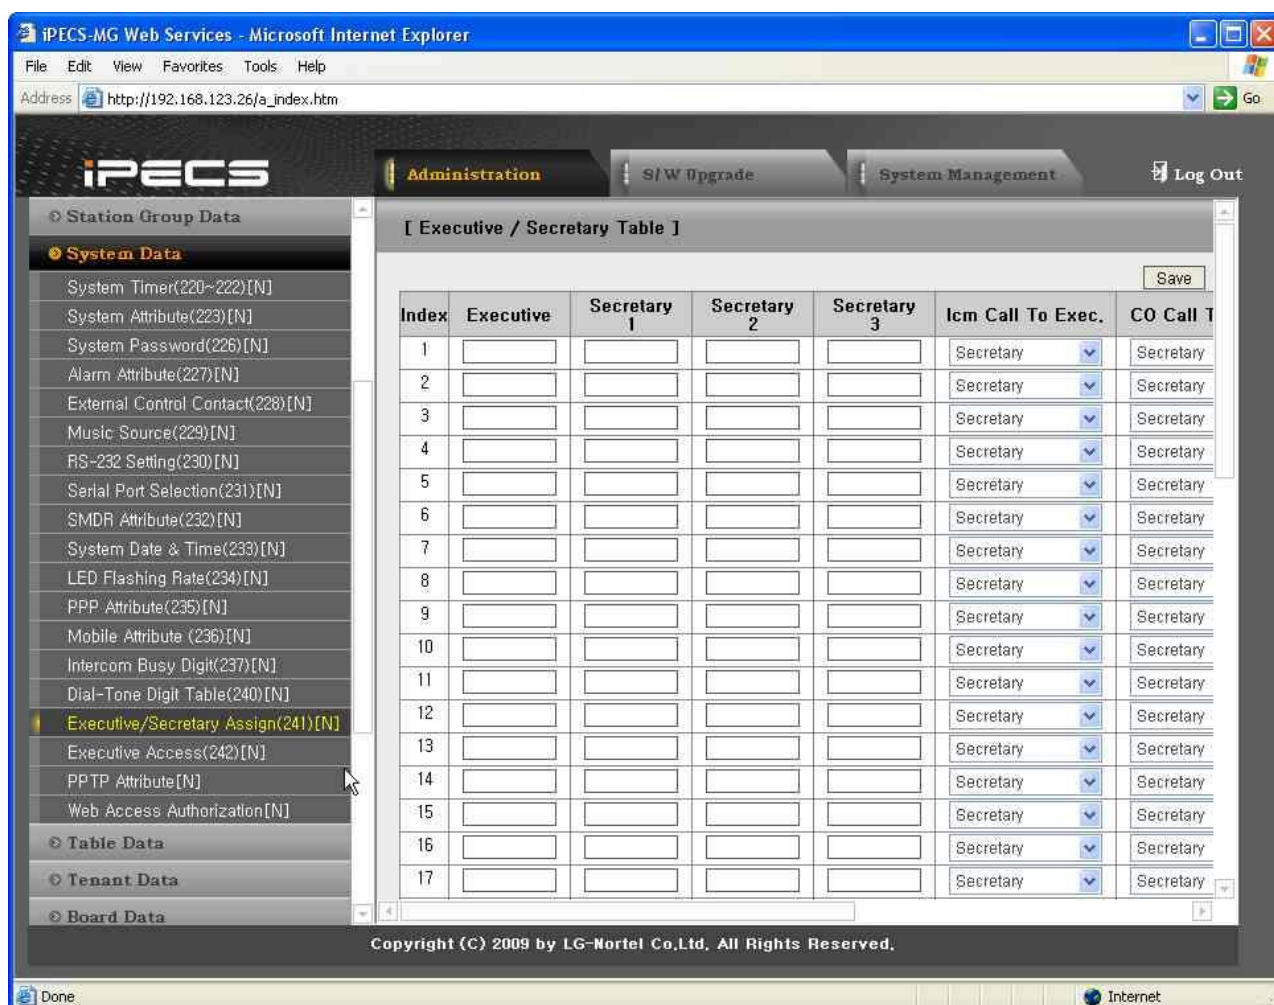 iPECS-MG Web Services - Microsoft Internet Explorer
File Edit View Favorites Tools Help
Address http://192.168.123.26/a_index.htm Go
iPECS Administration S/W Upgrade System Management Log Out
Station Group Data
System Data
System Timer(220~222)[N]
System Attribute(223)[N]
System Password(226)[N]
Alarm Attribute(227)[N]
External Control Contact(228)[N]
Music Source(229)[N]
RS-232 Setting(230)[N]
Serial Port Selection(231)[N]
SMDR Attribute(232)[N]
System Date & Time(233)[N]
LED Flashing Rate(234)[N]
PPP Attribute(235)[N]
Mobile Attribute (236)[N]
Intercom Busy Digit(237)[N]
Dial-Tone Digit Table(240)[N]
Executive/Secretary Assign(241)[N]
Executive Access(242)[N]
PPTP Attribute[N]
Web Access Authorization[N]
Table Data
Tenant Data
Board Data
[ Executive / Secretary Table ]
Save
Index Executive Secretary 1 Secretary 2 Secretary 3 Icm Call To Exec. CO Call T
1 Secretary Secretary
2 Secretary Secretary
3 Secretary Secretary
4 Secretary Secretary
5 Secretary Secretary
6 Secretary Secretary
7 Secretary Secretary
8 Secretary Secretary
9 Secretary Secretary
10 Secretary Secretary
11 Secretary Secretary
12 Secretary Secretary
13 Secretary Secretary
14 Secretary Secretary
15 Secretary Secretary
16 Secretary Secretary
17 Secretary Secretary
Copyright (C) 2009 by LG-Nortel Co,Ltd, All Rights Reserved.
Done Internet